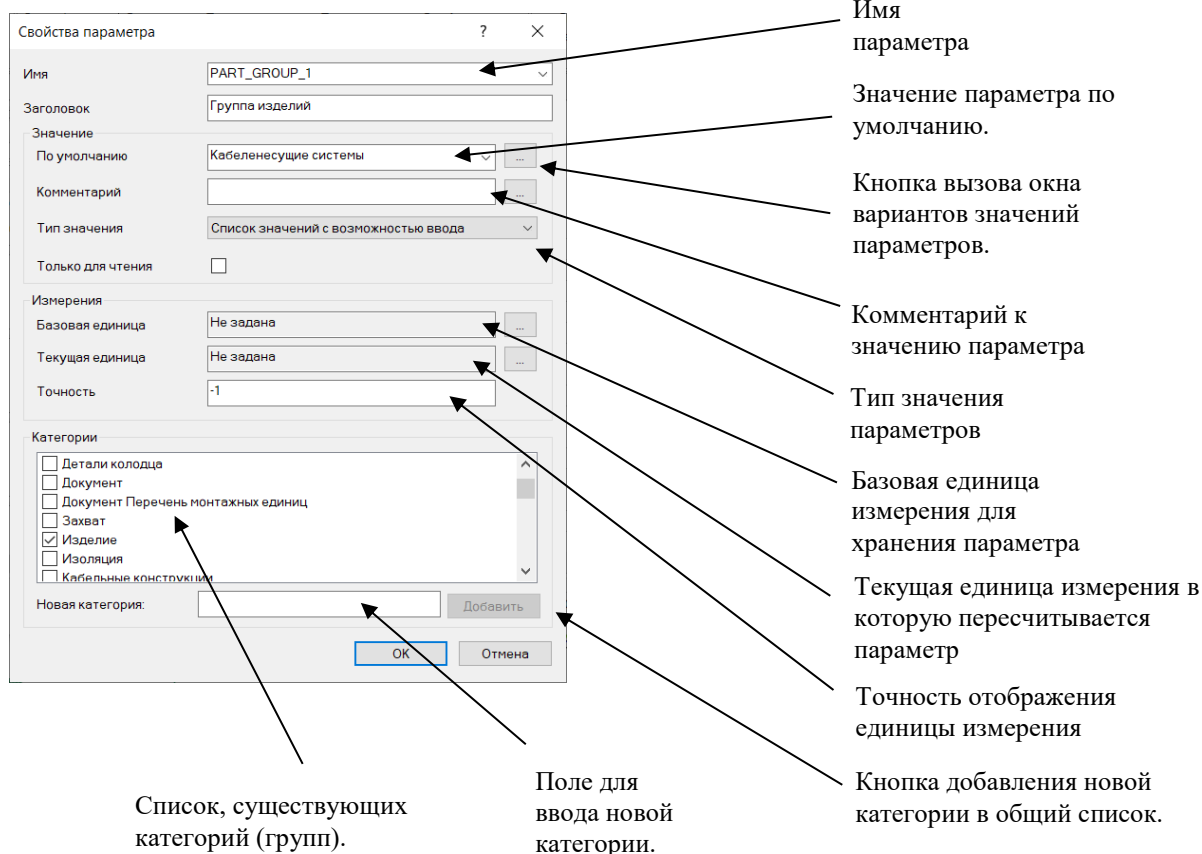 Свойства параметра
Имя
PART_GROUP_1
Заголовок
Группа изделий
Значение
По умолчанию
Кабеленесущие системы
...
Комментарий
...
Тип значения
Список значений с возможностью ввода
Только для чтения
Измерения
Базовая единица
Не задана
...
Текущая единица
Не задана
...
Точность
-1
Категории
Детали колодца
Документ
Документ Перечень монтажных единиц
Захват
Изделие
Изоляция
Кабельные конструкции
Новая категория:
Добавить
ОК
Отмена
Имя
параметра
Значение параметра по
умолчанию.
Кнопка вызова окна
вариантов значений
параметров.
Комментарий к
значению параметра
Тип значения
параметров
Базовая единица
измерения для
хранения параметра
Текущая единица измерения в
которую пересчитывается
параметр
Точность отображения
единицы измерения
Кнопка добавления новой
категории в общий список.
Поле для
ввода новой
категории.
Список, существующих
категорий (групп).